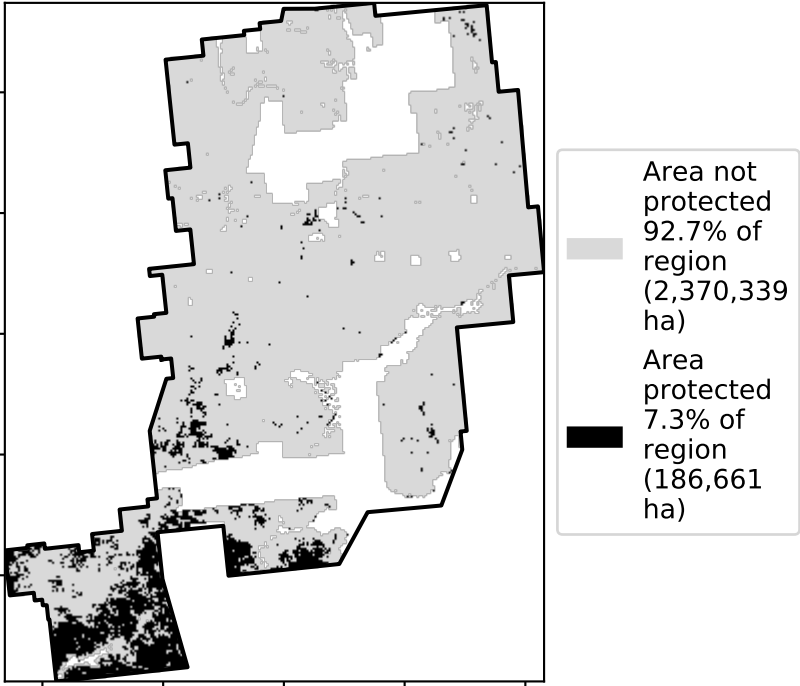 Area not
protected
92.7% of
region
(2,370,339
ha)
Area
protected
7.3% of
region
(186,661
ha)